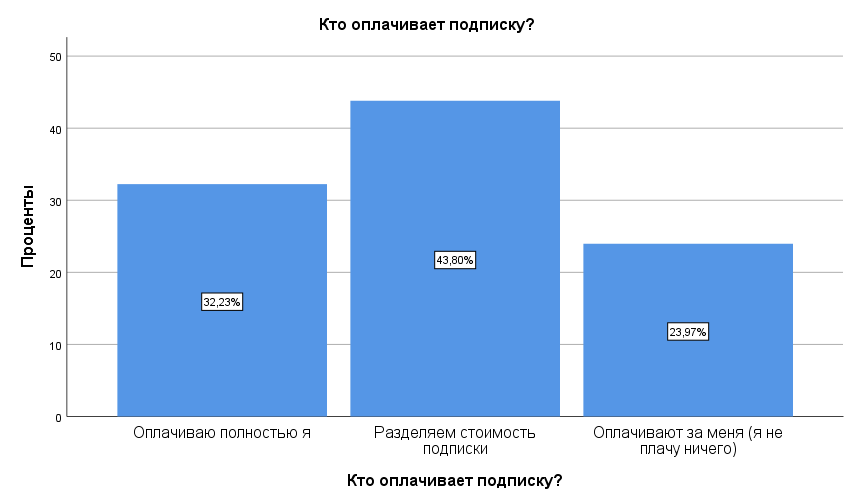 Кто оплачивает подписку?
Проценты
50
40
30
20
10
0
32,23%
43,80%
23,97%
Оплачиваю полностью я
Разделяем стоимость
подписки
Оплачивают за меня (я не
плачу ничего)
Кто оплачивает подписку?